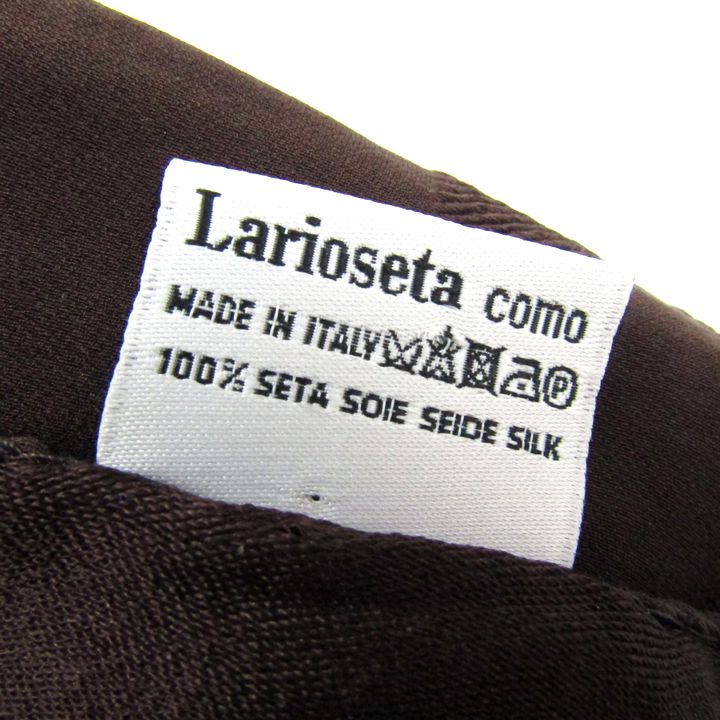 Larioseta como
MADE IN ITALY P
100% SETA SOIE SEIDE SILK